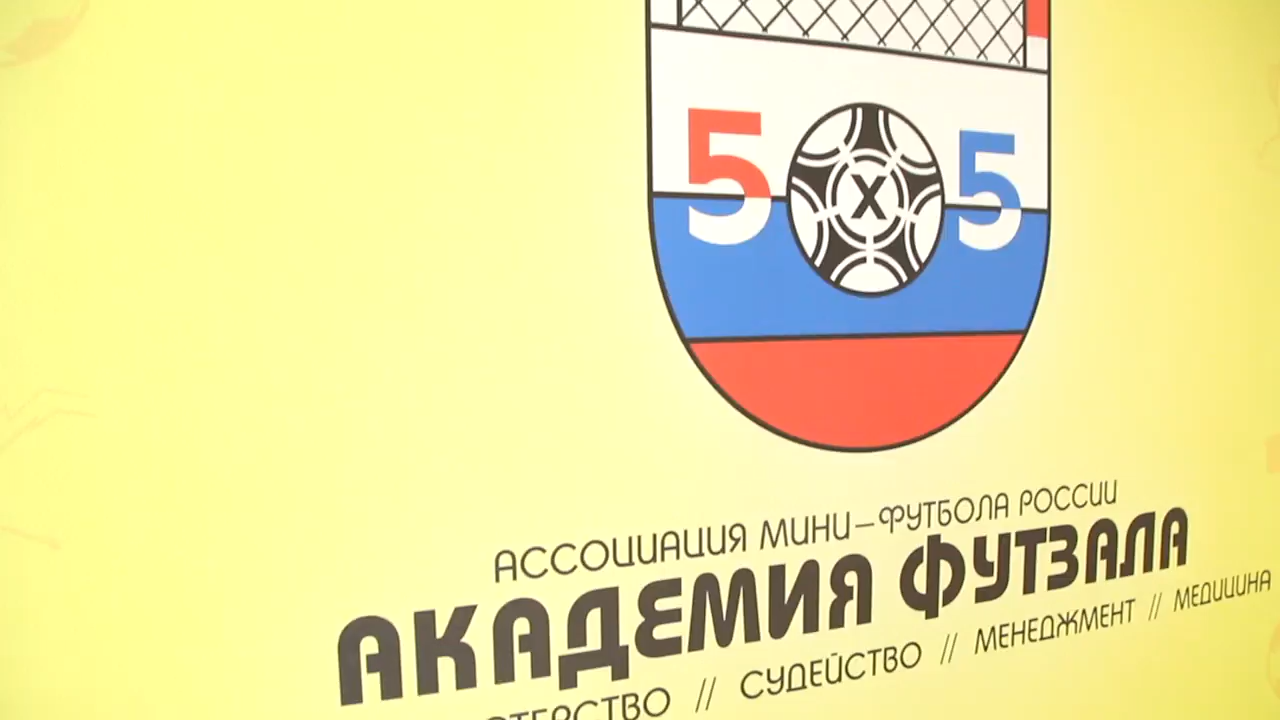 5 X 5
АССОЦИАЦИЯ МИНИ-ФУТБОЛА РОССИИ
АКАДЕМИЯ ФУТЗАЛА
// СУДЕЙСТВО // МЕНЕДЖМЕНТ // МЕДИЦИНА